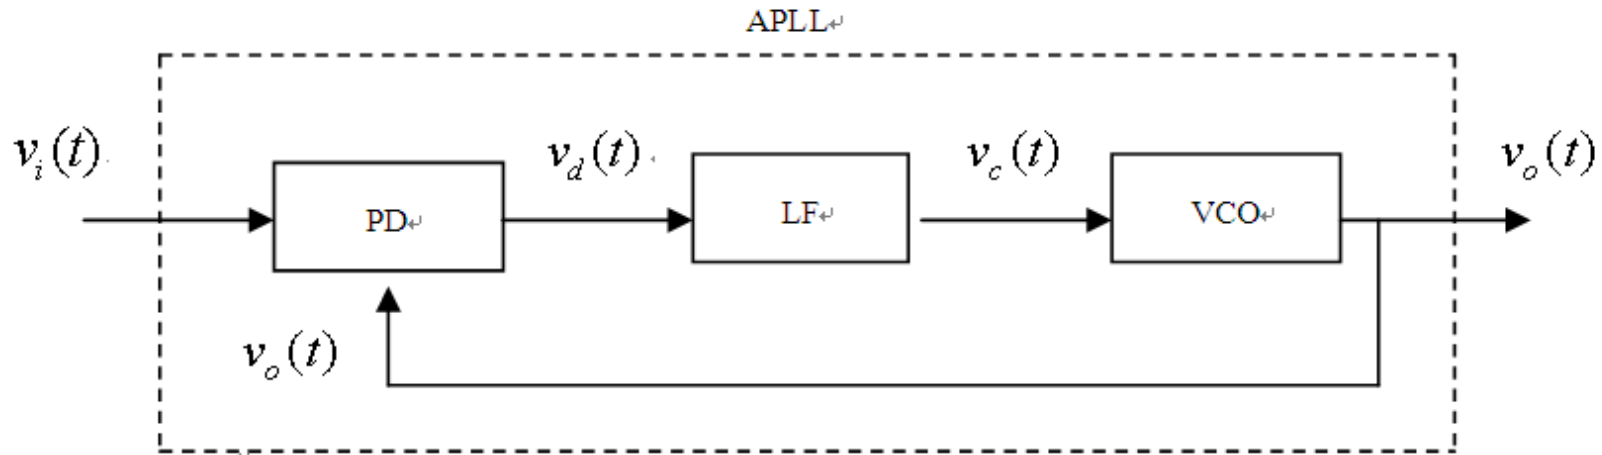 APLL↵
v_i(t) v_d(t) v_c(t) v_o(t)
PD↵ LF↵ VCO↵
v_o(t)